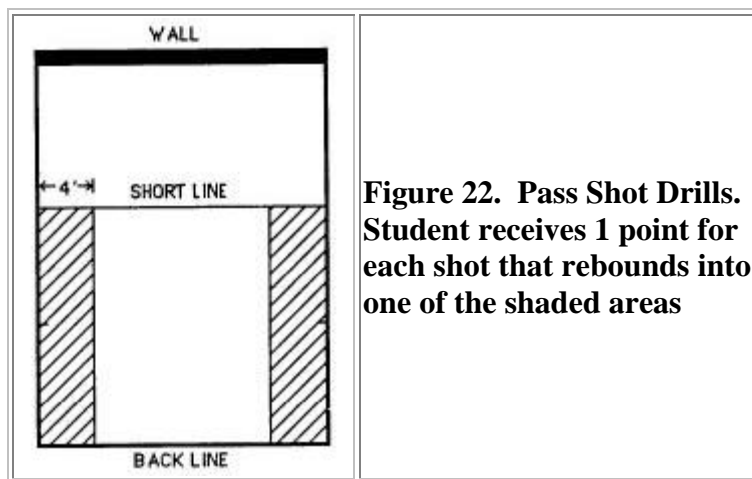 WALL
4'
SHORT LINE
BACK LINE
Figure 22.  Pass Shot Drills.
Student receives 1 point for
each shot that rebounds into
one of the shaded areas